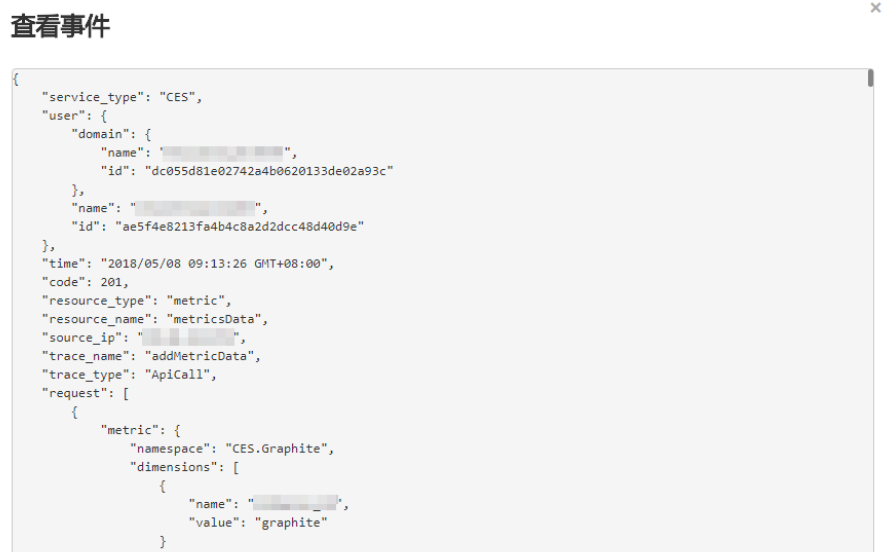 查看事件
×
{
    "service_type": "CES",
    "user": {
        "domain": {
            "name": "",
            "id": "dc055d81e02742a4b0620133de02a93c"
        },
        "name": "",
        "id": "ae5f4e8213fa4b4c8a2d2dcc48d40d9e"
    },
    "time": "2018/05/08 09:13:26 GMT+08:00",
    "code": 201,
    "resource_type": "metric",
    "resource_name": "metricsData",
    "source_ip": "",
    "trace_name": "addMetricData",
    "trace_type": "ApiCall",
    "request": [
        {
            "metric": {
                "namespace": "CES.Graphite",
                "dimensions": [
                    {
                        "name": "",
                        "value": "graphite"
                    }